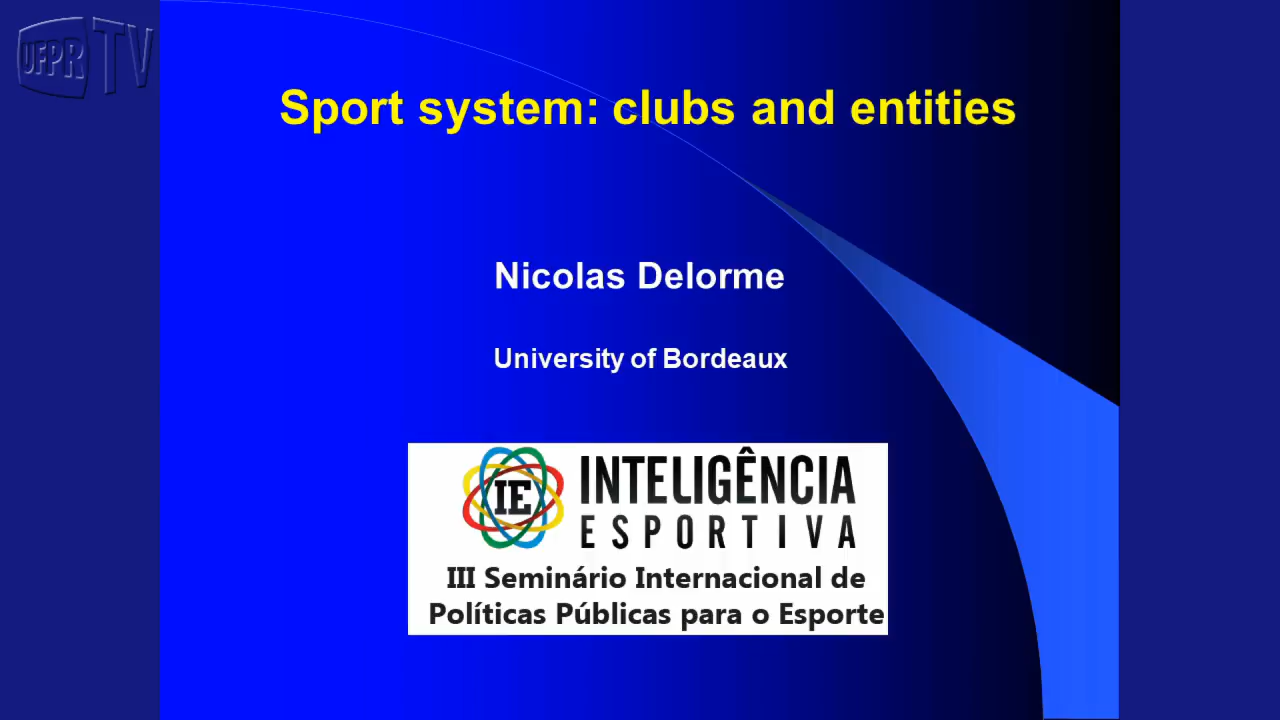 UFPR TV
Sport system: clubs and entities
Nicolas Delorme
University of Bordeaux
IE
INTELIGÊNCIA
ESPORTIVA
III Seminário Internacional de
Políticas Públicas para o Esporte